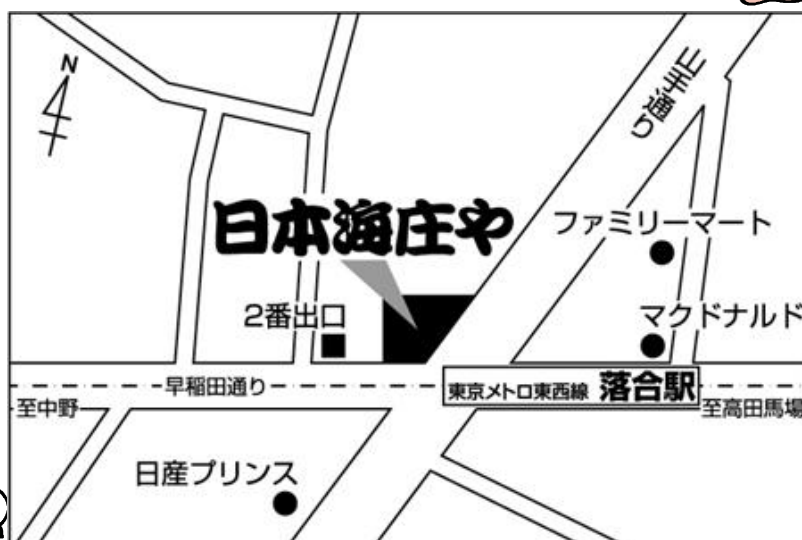 N
山手通り
日本海庄や
ファミリーマート
2番出口
マクドナルド
早稲田通り
東京メトロ東西線 落合駅
至中野
至高田馬場
日産プリンス